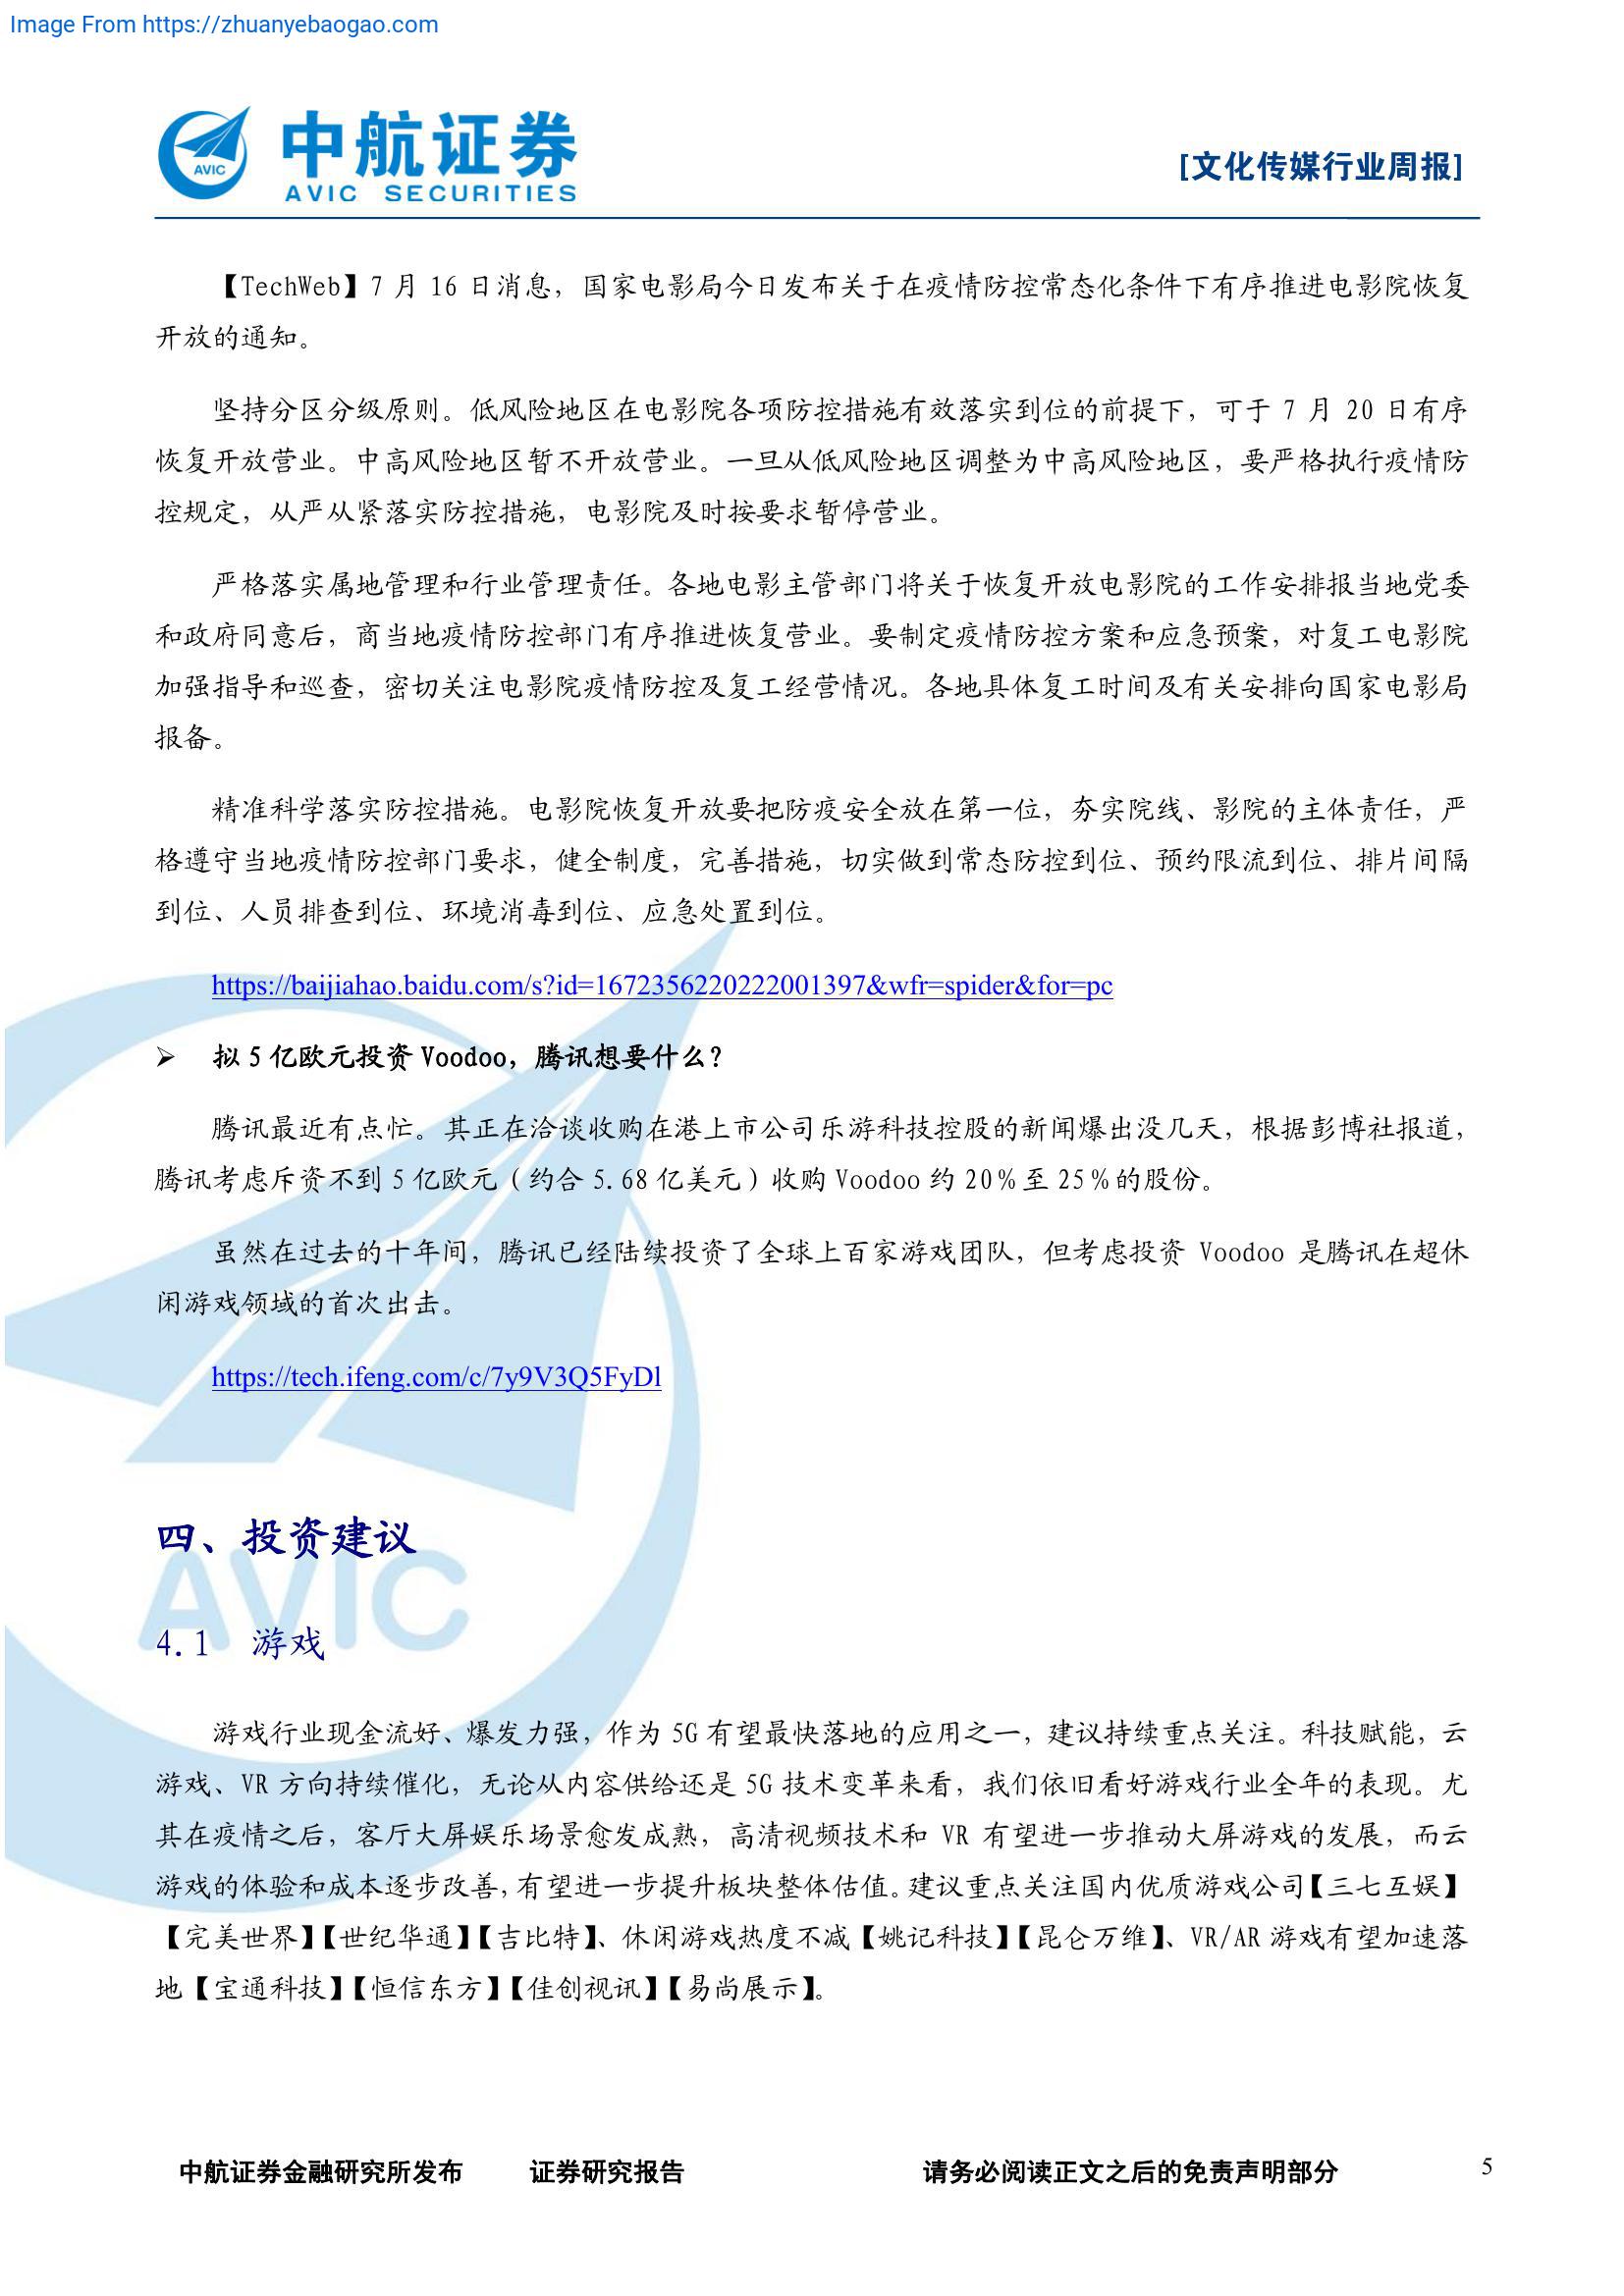 Image From https://zhuanyebaogao.com
AVIC
中航证券
AVIC SECURITIES
[文化传媒行业周报]
【TechWeb】7 月 16 日消息，国家电影局今日发布关于在疫情防控常态化条件下有序推进电影院恢复
开放的通知。
坚持分区分级原则。低风险地区在电影院各项防控措施有效落实到位的前提下，可于 7 月 20 日有序
恢复开放营业。中高风险地区暂不开放营业。一旦从低风险地区调整为中高风险地区，要严格执行疫情防
控规定，从严从紧落实防控措施，电影院及时按要求暂停营业。
严格落实属地管理和行业管理责任。各地电影主管部门将关于恢复开放电影院的工作安排报当地党委
和政府同意后，商当地疫情防控部门有序推进恢复营业。要制定疫情防控方案和应急预案，对复工电影院
加强指导和巡查，密切关注电影院疫情防控及复工经营情况。各地具体复工时间及有关安排向国家电影局
报备。
精准科学落实防控措施。电影院恢复开放要把防疫安全放在第一位，夯实院线、影院的主体责任，严
格遵守当地疫情防控部门要求，健全制度，完善措施，切实做到常态防控到位、预约限流到位、排片间隔
到位、人员排查到位、环境消毒到位、应急处置到位。
https://baijiahao.baidu.com/s?id=1672356220222001397&wfr=spider&for=pc
➢ 拟 5 亿欧元投资 Voodoo，腾讯想要什么？
腾讯最近有点忙。其正在洽谈收购在港上市公司乐游科技控股的新闻爆出没几天，根据彭博社报道，
腾讯考虑斥资不到 5 亿欧元（约合 5.68 亿美元）收购 Voodoo 约 20%至 25%的股份。
虽然在过去的十年间，腾讯已经陆续投资了全球上百家游戏团队，但考虑投资 Voodoo 是腾讯在超休
闲游戏领域的首次出击。
https://tech.ifeng.com/c/7y9V3Q5FyDl
四、投资建议
AVIC
4.1 游戏
游戏行业现金流好、爆发力强，作为 5G 有望最快落地的应用之一，建议持续重点关注。科技赋能，云
游戏、VR 方向持续催化，无论从内容供给还是 5G 技术变革来看，我们依旧看好游戏行业全年的表现。尤
其在疫情之后，客厅大屏娱乐场景愈发成熟，高清视频技术和 VR 有望进一步推动大屏游戏的发展，而云
游戏的体验和成本逐步改善，有望进一步提升板块整体估值。建议重点关注国内优质游戏公司【三七互娱】
【完美世界】【世纪华通】【吉比特】、休闲游戏热度不减【姚记科技】【昆仑万维】、VR/AR 游戏有望加速落
地【宝通科技】【恒信东方】【佳创视讯】【易尚展示】。
中航证券金融研究所发布 证券研究报告 请务必阅读正文之后的免责声明部分 5